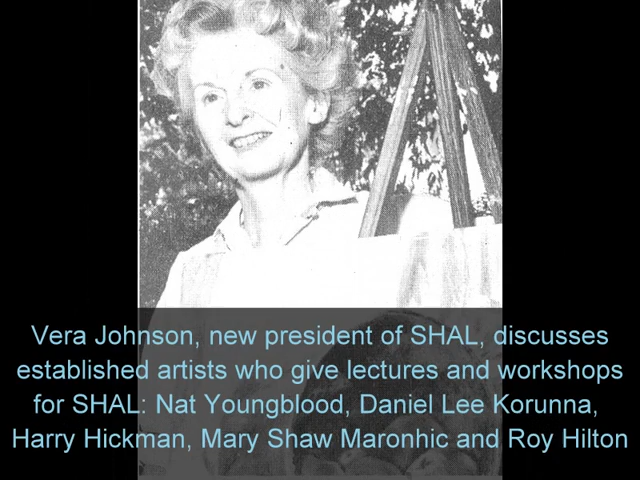 Vera Johnson, new president of SHAL, discusses
established artists who give lectures and workshops
for SHAL: Nat Youngblood, Daniel Lee Korunna,
Harry Hickman, Mary Shaw Maronhic and Roy Hilton